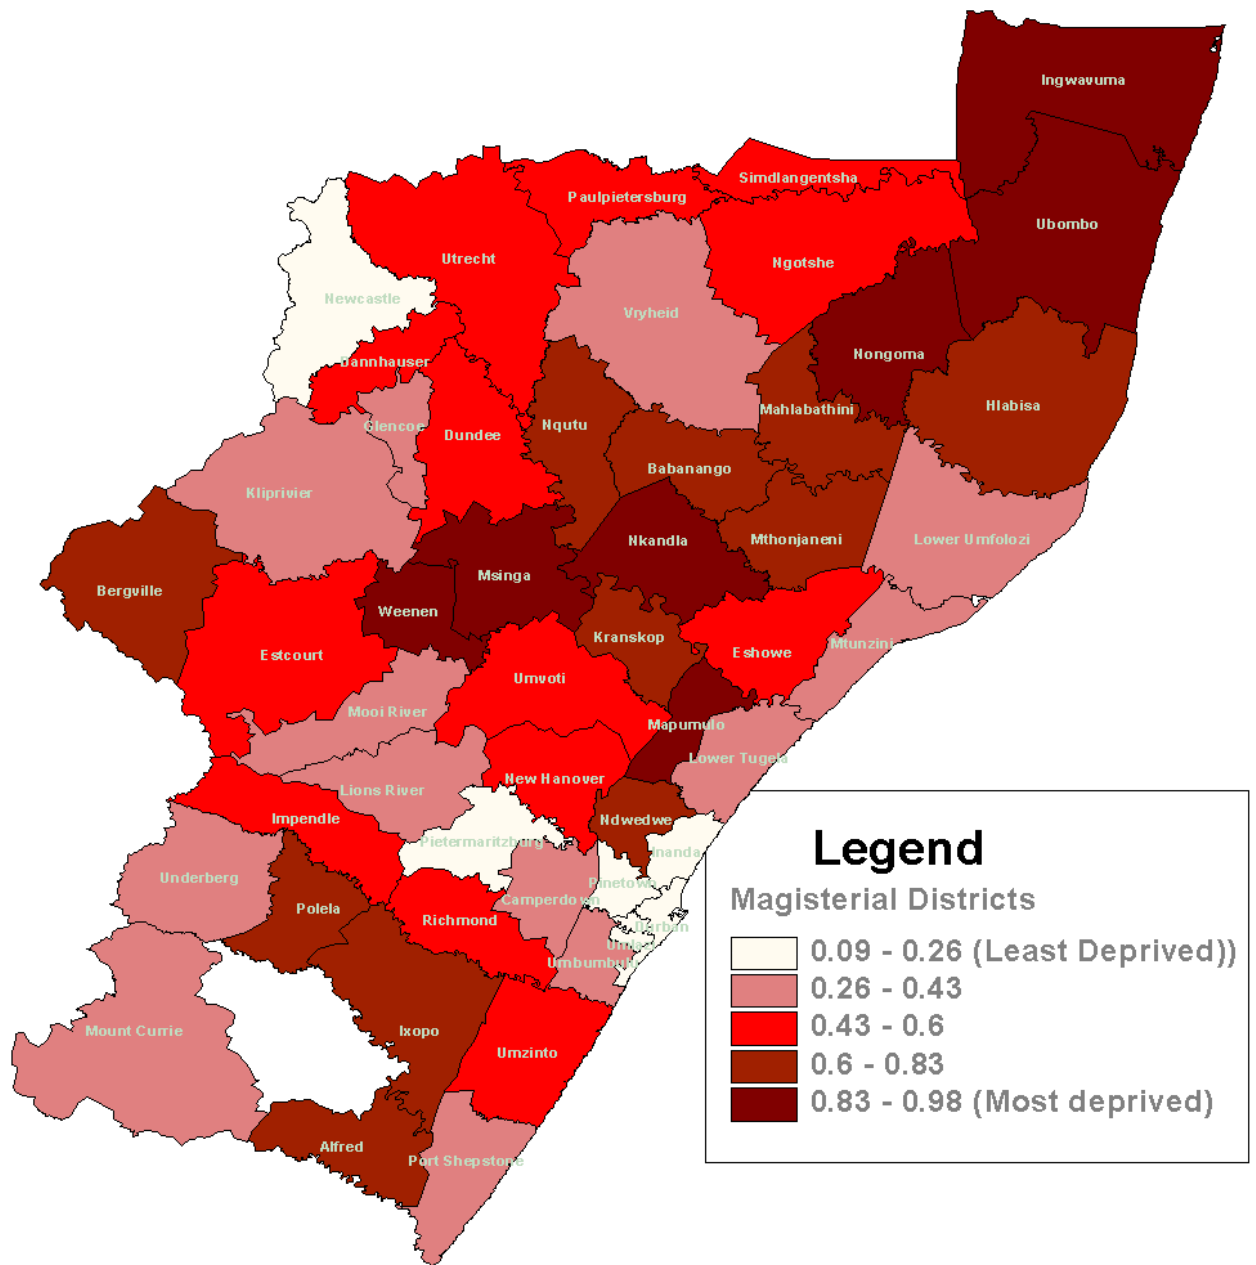 Ingwavuma
Simdlangentsha
Paulpietersburg
Ubombo
Utrecht
Ngotshe
Newcastle
Vryheid
Nongoma
Dannhauser
Hlabisa
Mahlabathini
Glencoe
Nqutu
Dundee
Babanango
Kliprivier
Nkandla
Mthonjaneni
Lower Umfolozi
Msinga
Bergville
Weenen
Kranskop
Mtunzini
Eshowe
Estcourt
Umvoti
Mooi River
Mapumulo
Lower Tugela
New Hanover
Lions River
Impendle
Ndwedwe
Pietermaritzburg
Inanda
Underberg
Pinetown
Camperdown
Polela
Richmond
Durban
Umlazi
Umbumbulu
Mount Currie
Ixopo
Umzinto
Alfred
Port Shepstone
Legend
Magisterial Districts
0.09 - 0.26 (Least Deprived))
0.26 - 0.43
0.43 - 0.6
0.6 - 0.83
0.83 - 0.98 (Most deprived)